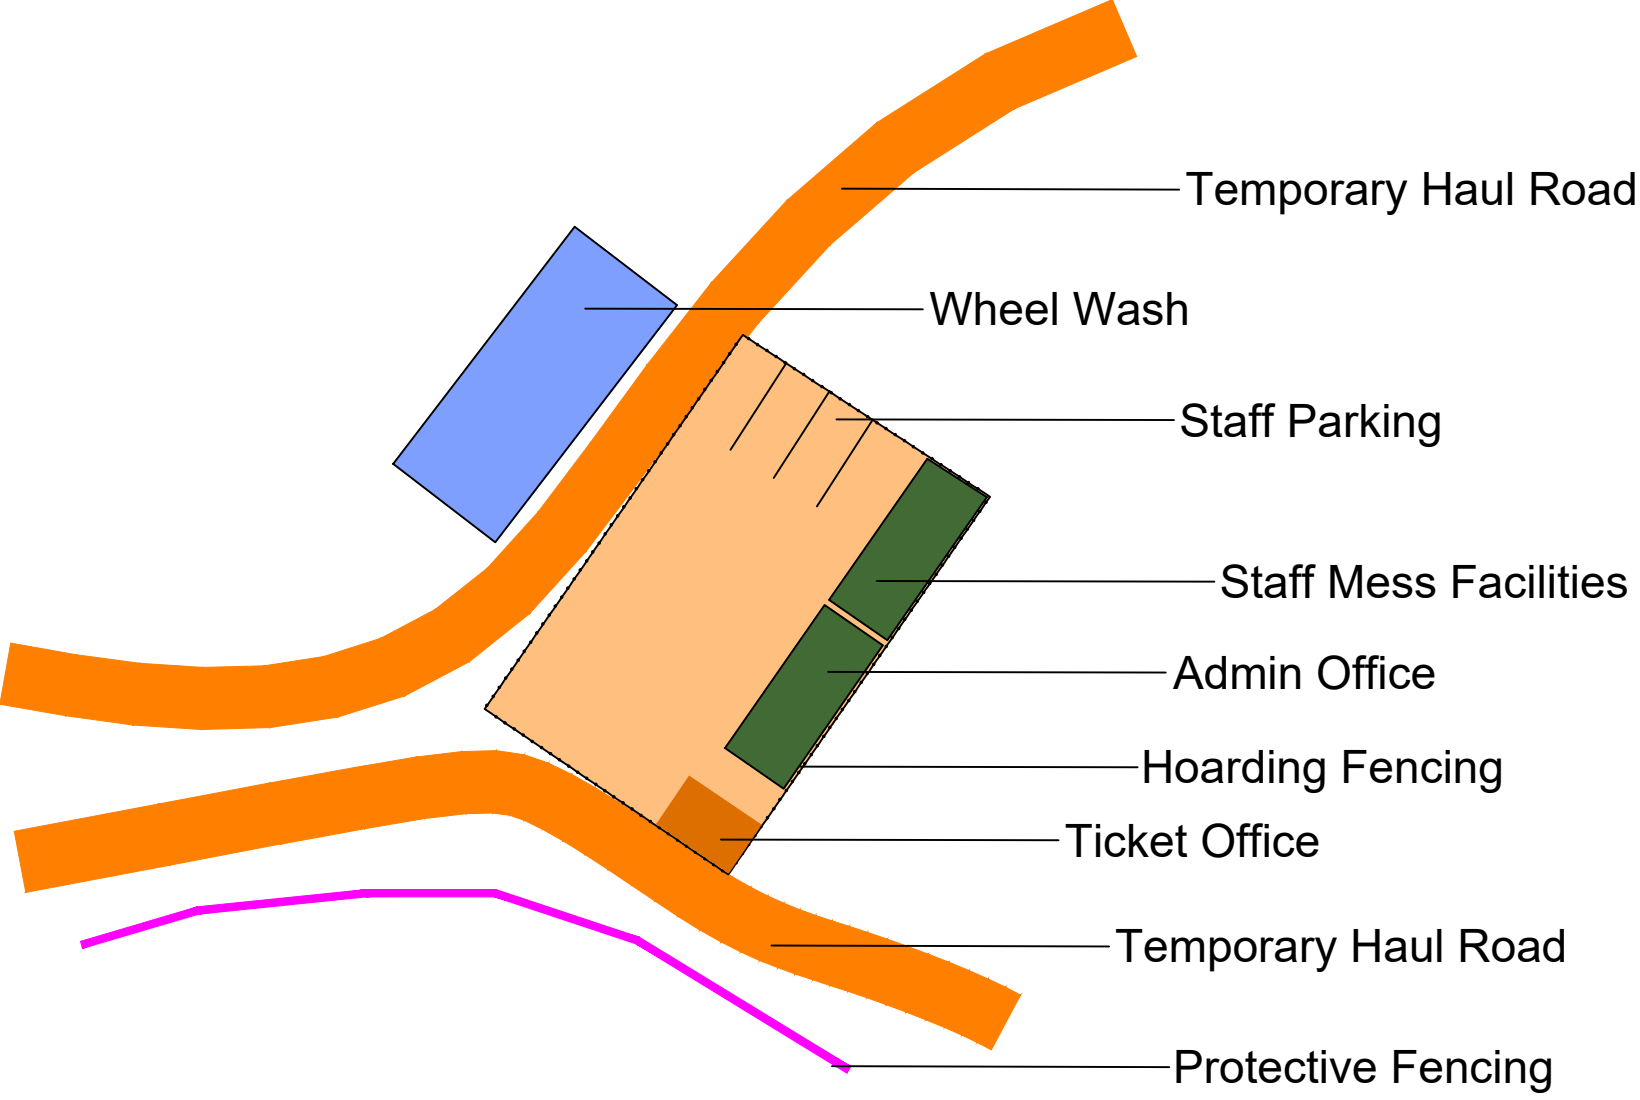 Temporary Haul Road
Wheel Wash
Staff Parking
Staff Mess Facilities
Admin Office
Hoarding Fencing
Ticket Office
Temporary Haul Road
Protective Fencing